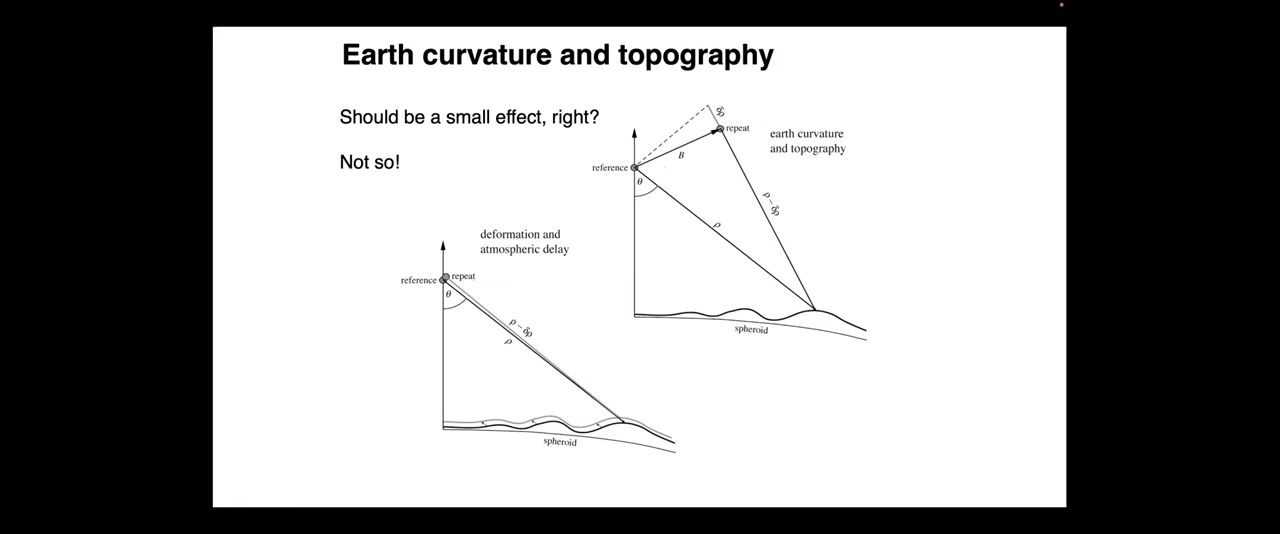 Earth curvature and topography
Should be a small effect, right?
Not so!
δρ
repeat
earth curvature
and topography
B
reference
θ
ρ – δρ
ρ
spheroid
deformation and
atmospheric delay
reference
repeat
θ
ρ – δρ
ρ
spheroid